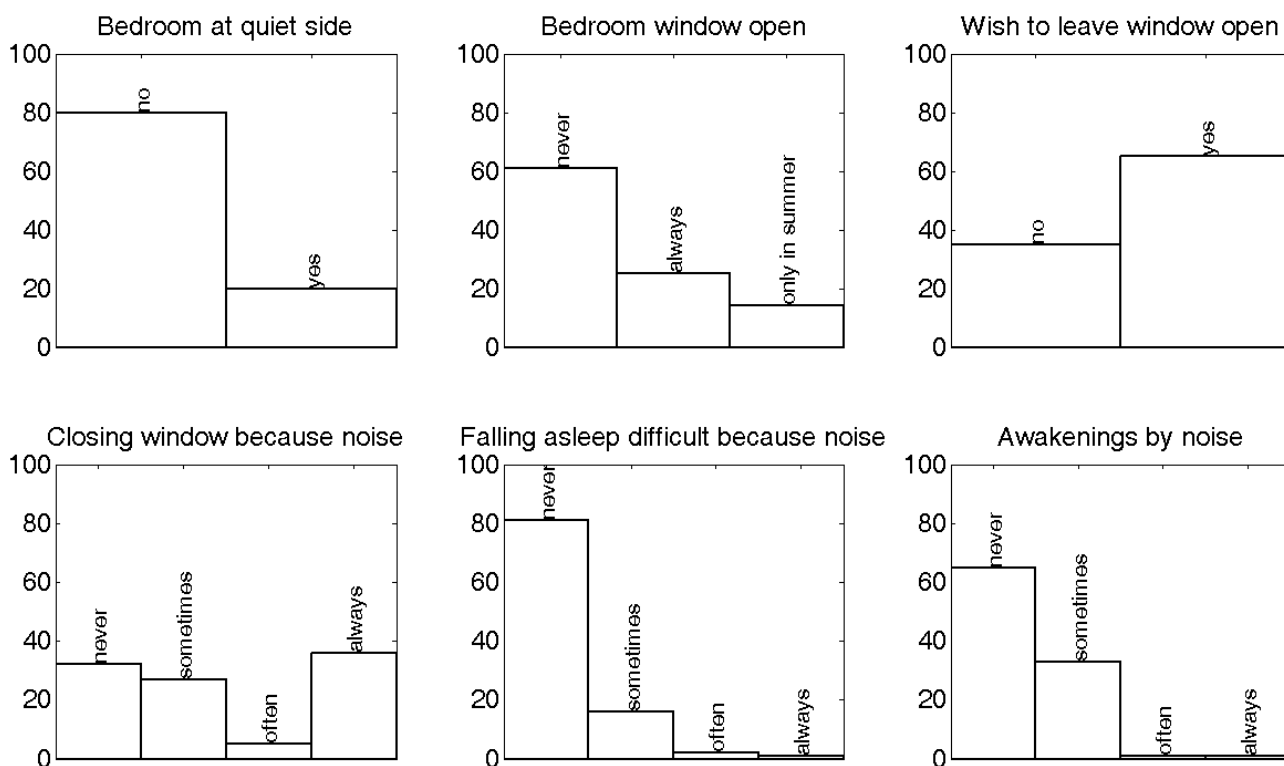 Bedroom at quiet side
100
80
60
40
20
0
no
yes
Bedroom window open
100
80
60
40
20
0
never
always
only in summer
Wish to leave window open
100
80
60
40
20
0
no
yes
Closing window because noise
100
80
60
40
20
0
never
sometimes
often
always
Falling asleep difficult because noise
100
80
60
40
20
0
never
sometimes
often
always
Awakenings by noise
100
80
60
40
20
0
never
sometimes
often
always